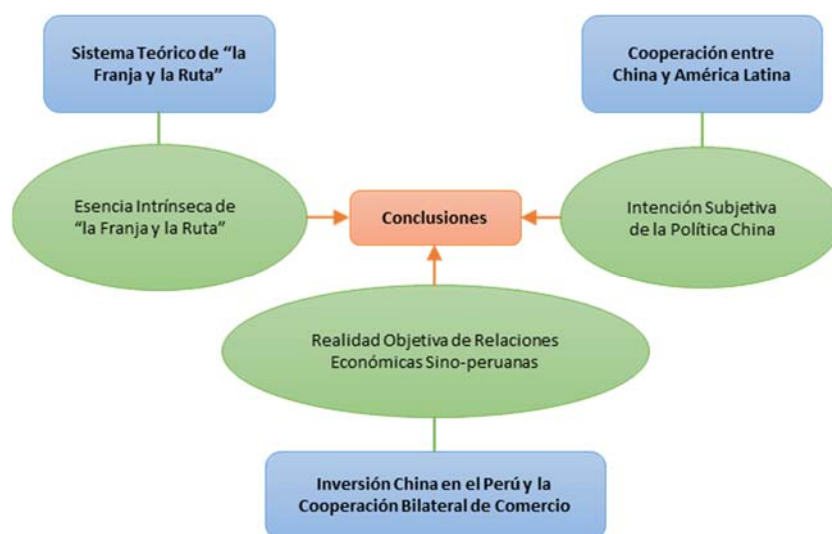 Sistema Teórico de “la
Franja y la Ruta”
Cooperación entre
China y América Latina
Esencia Intrínseca de
“la Franja y la Ruta”
Conclusiones
Intención Subjetiva
de la Política China
Realidad Objetiva de Relaciones
Económicas Sino-peruanas
Inversión China en el Perú y la
Cooperación Bilateral de Comercio